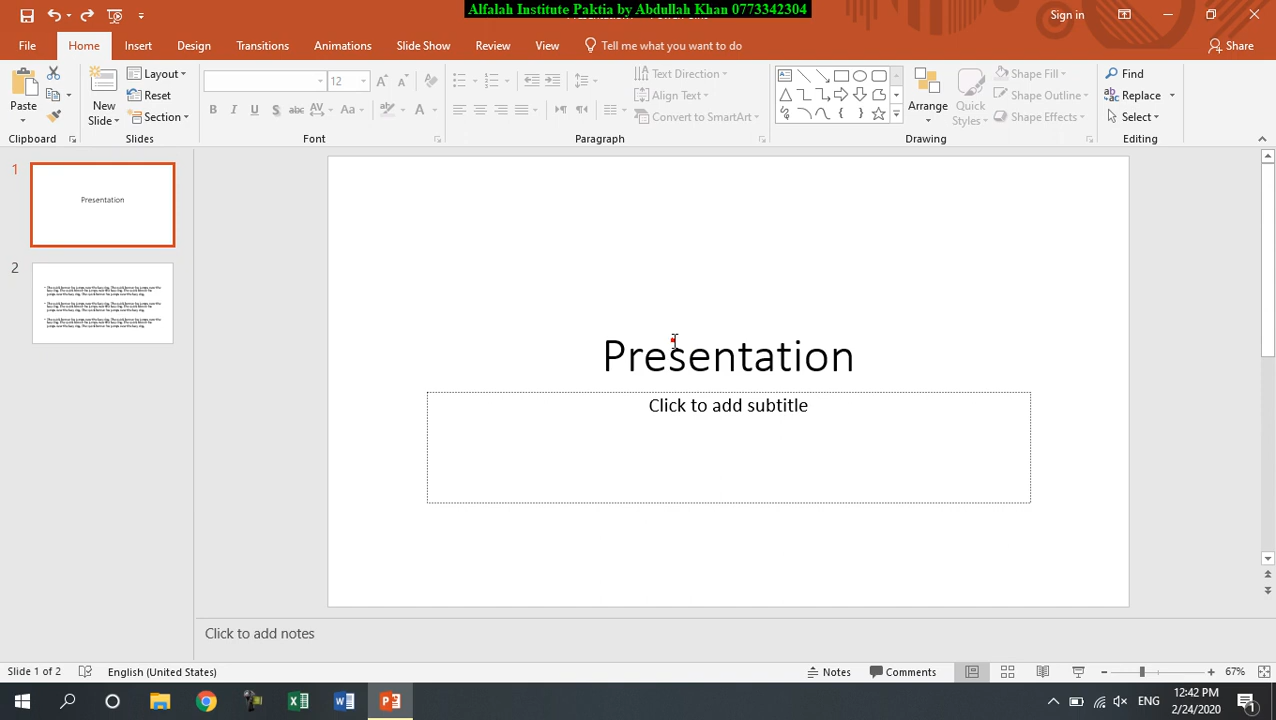 Alfalah Institute Paktia by Abdullah Khan 0773342304
Sign in
File Home Insert Design Transitions Animations Slide Show Review View Tell me what you want to do Share
Paste
New
Slide
Layout
Reset
Section
12
B I U S abc AV Aa A
Text Direction
Align Text
Convert to SmartArt
Arrange
Quick
Styles
Shape Fill
Shape Outline
Shape Effects
Find
Replace
Select
Clipboard Slides Font Paragraph Drawing Editing
1
Presentation
2
Presentation
Click to add subtitle
Click to add notes
Slide 1 of 2 English (United States) Notes Comments 67%
ENG
12:42 PM
2/24/2020
1